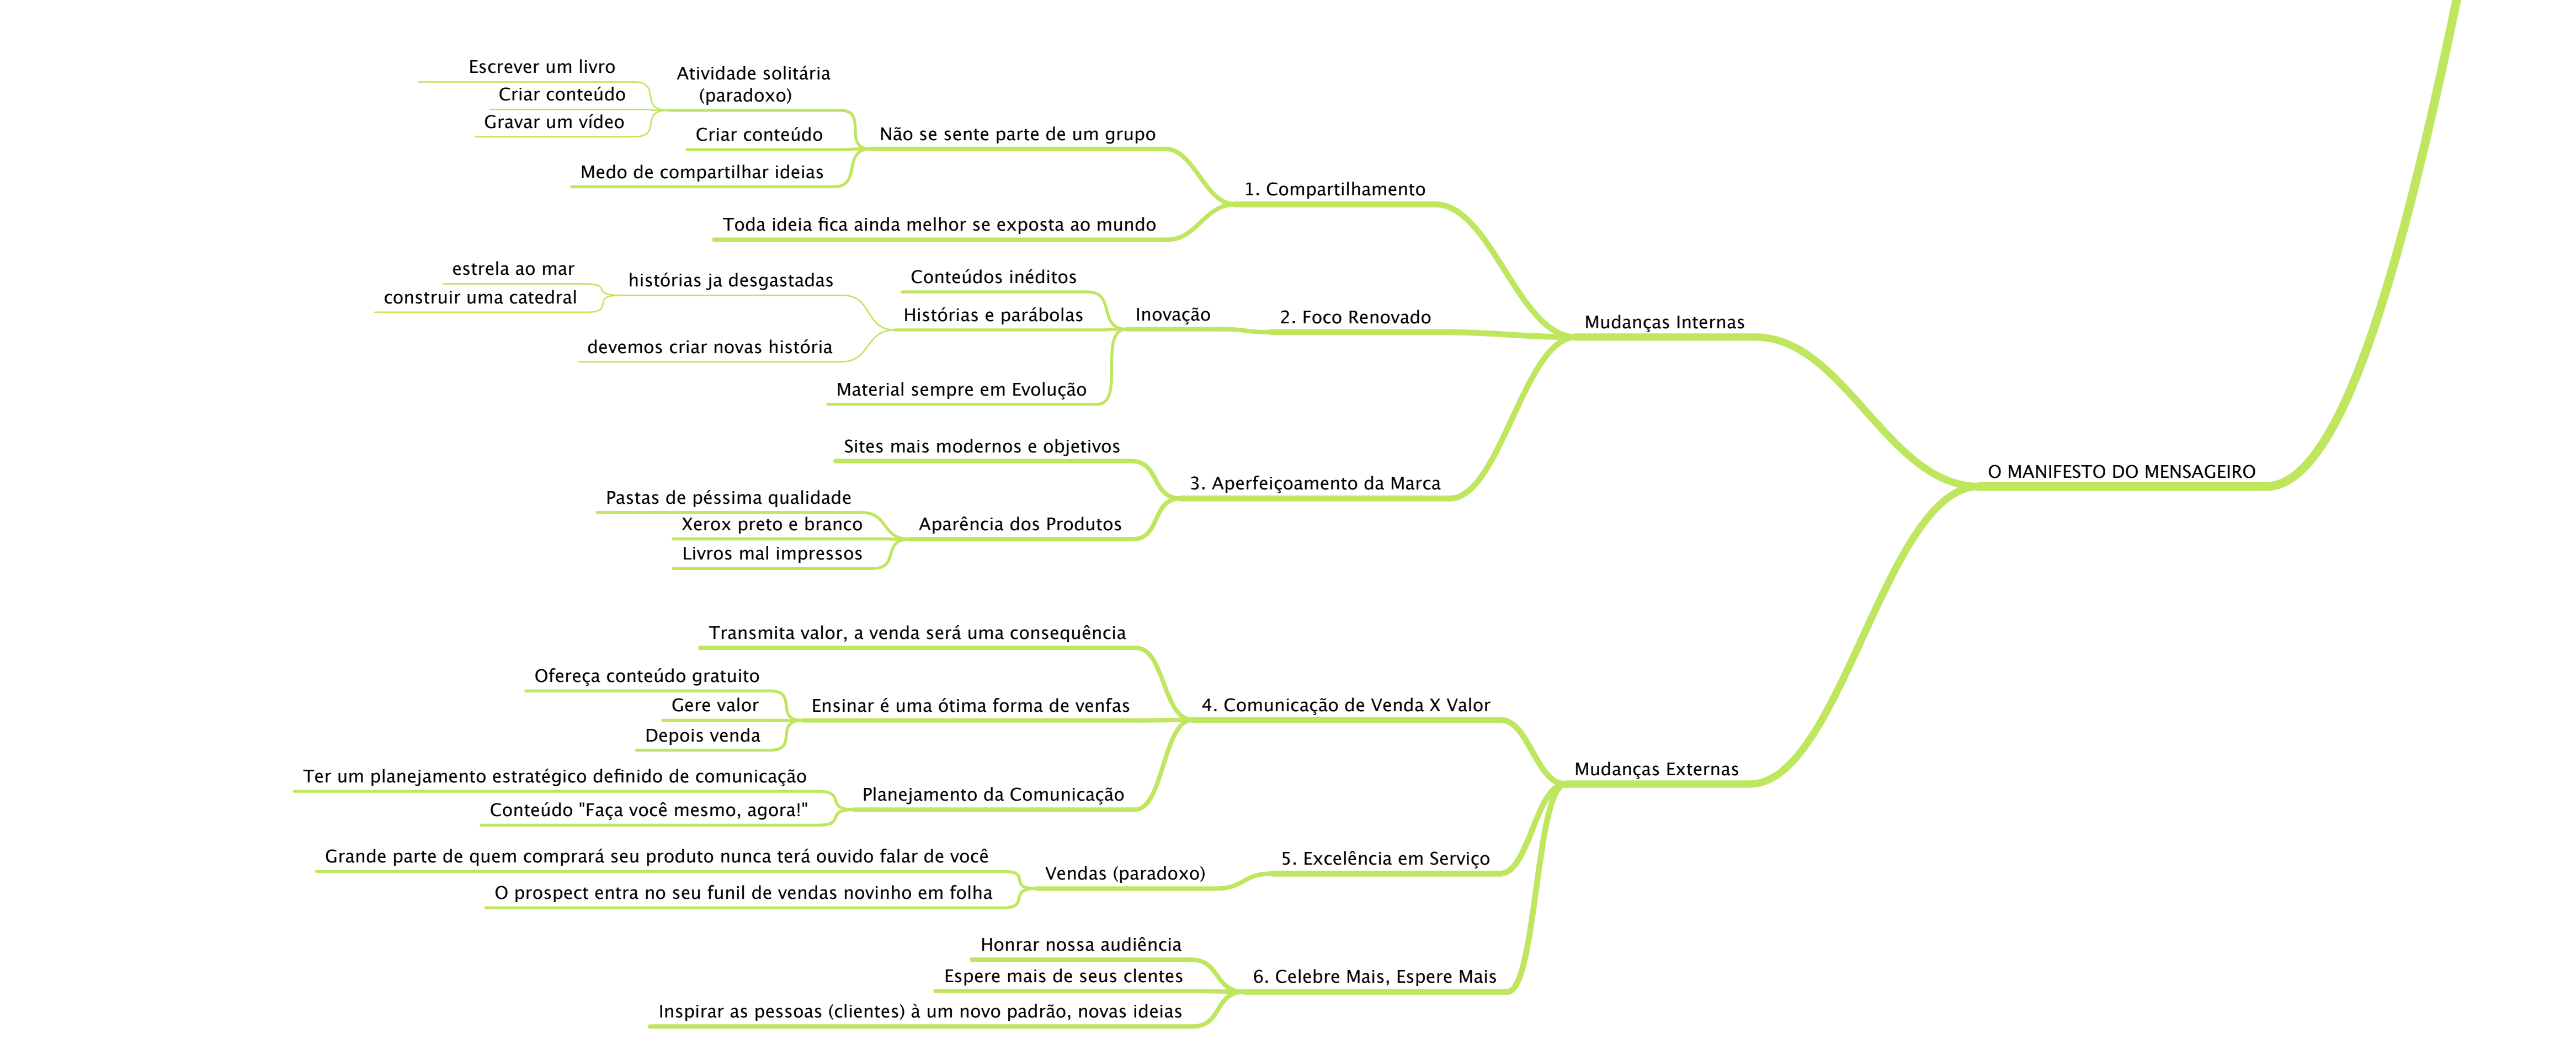 O MANIFESTO DO MENSAGEIRO
Mudanças Internas
1. Compartilhamento
Não se sente parte de um grupo
Atividade solitária
(paradoxo)
Escrever um livro
Criar conteúdo
Gravar um vídeo
Criar conteúdo
Medo de compartilhar ideias
Toda ideia fica ainda melhor se exposta ao mundo
2. Foco Renovado
Inovação
Conteúdos inéditos
Histórias e parábolas
histórias ja desgastadas
estrela ao mar
construir uma catedral
devemos criar novas história
Material sempre em Evolução
3. Aperfeiçoamento da Marca
Sites mais modernos e objetivos
Aparência dos Produtos
Pastas de péssima qualidade
Xerox preto e branco
Livros mal impressos
Mudanças Externas
4. Comunicação de Venda X Valor
Transmita valor, a venda será uma consequência
Ensinar é uma ótima forma de venfas
Ofereça conteúdo gratuito
Gere valor
Depois venda
Planejamento da Comunicação
Ter um planejamento estratégico definido de comunicação
Conteúdo "Faça você mesmo, agora!"
5. Excelência em Serviço
Vendas (paradoxo)
Grande parte de quem comprará seu produto nunca terá ouvido falar de você
O prospect entra no seu funil de vendas novinho em folha
6. Celebre Mais, Espere Mais
Honrar nossa audiência
Espere mais de seus clentes
Inspirar as pessoas (clientes) à um novo padrão, novas ideias